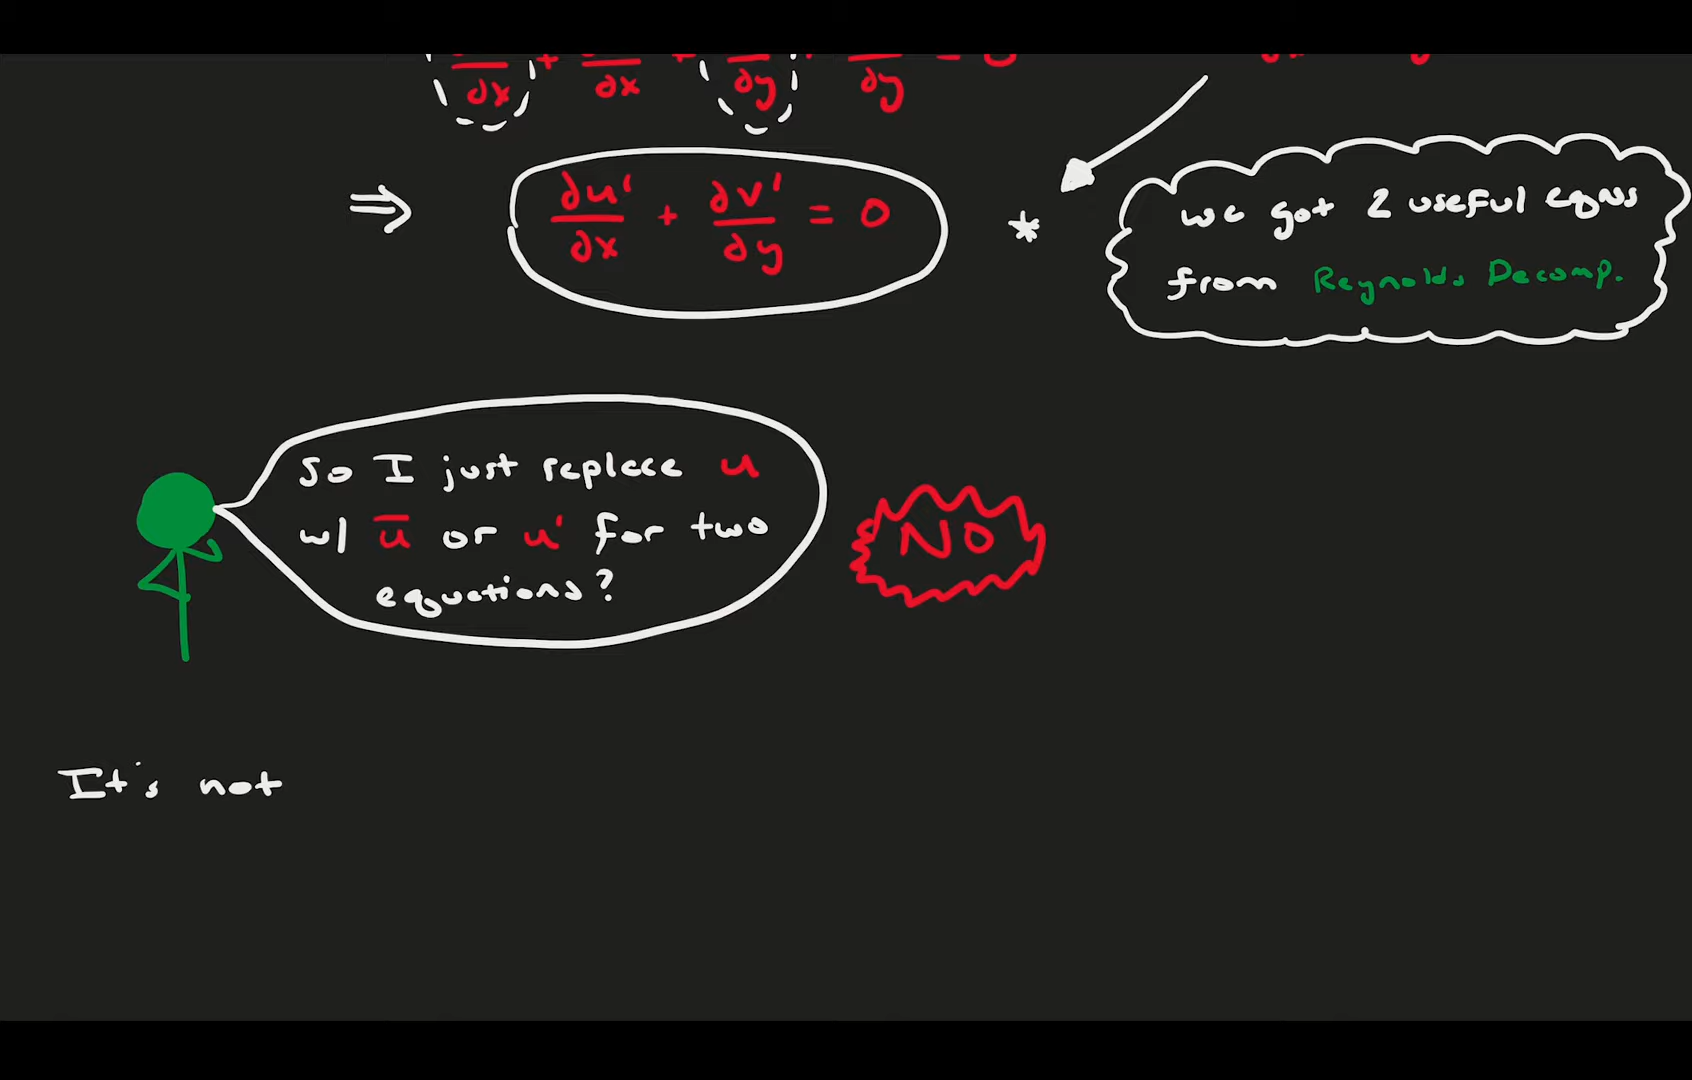 ∂x + ∂x + ∂y + ∂y = 0
⇒ ∂u'/∂x + ∂v'/∂y = 0 *
we got 2 useful eqns
from Reynolds Decomp.
So I just replace u
w/ u̅ or u' for two
equations?
NO
It's not